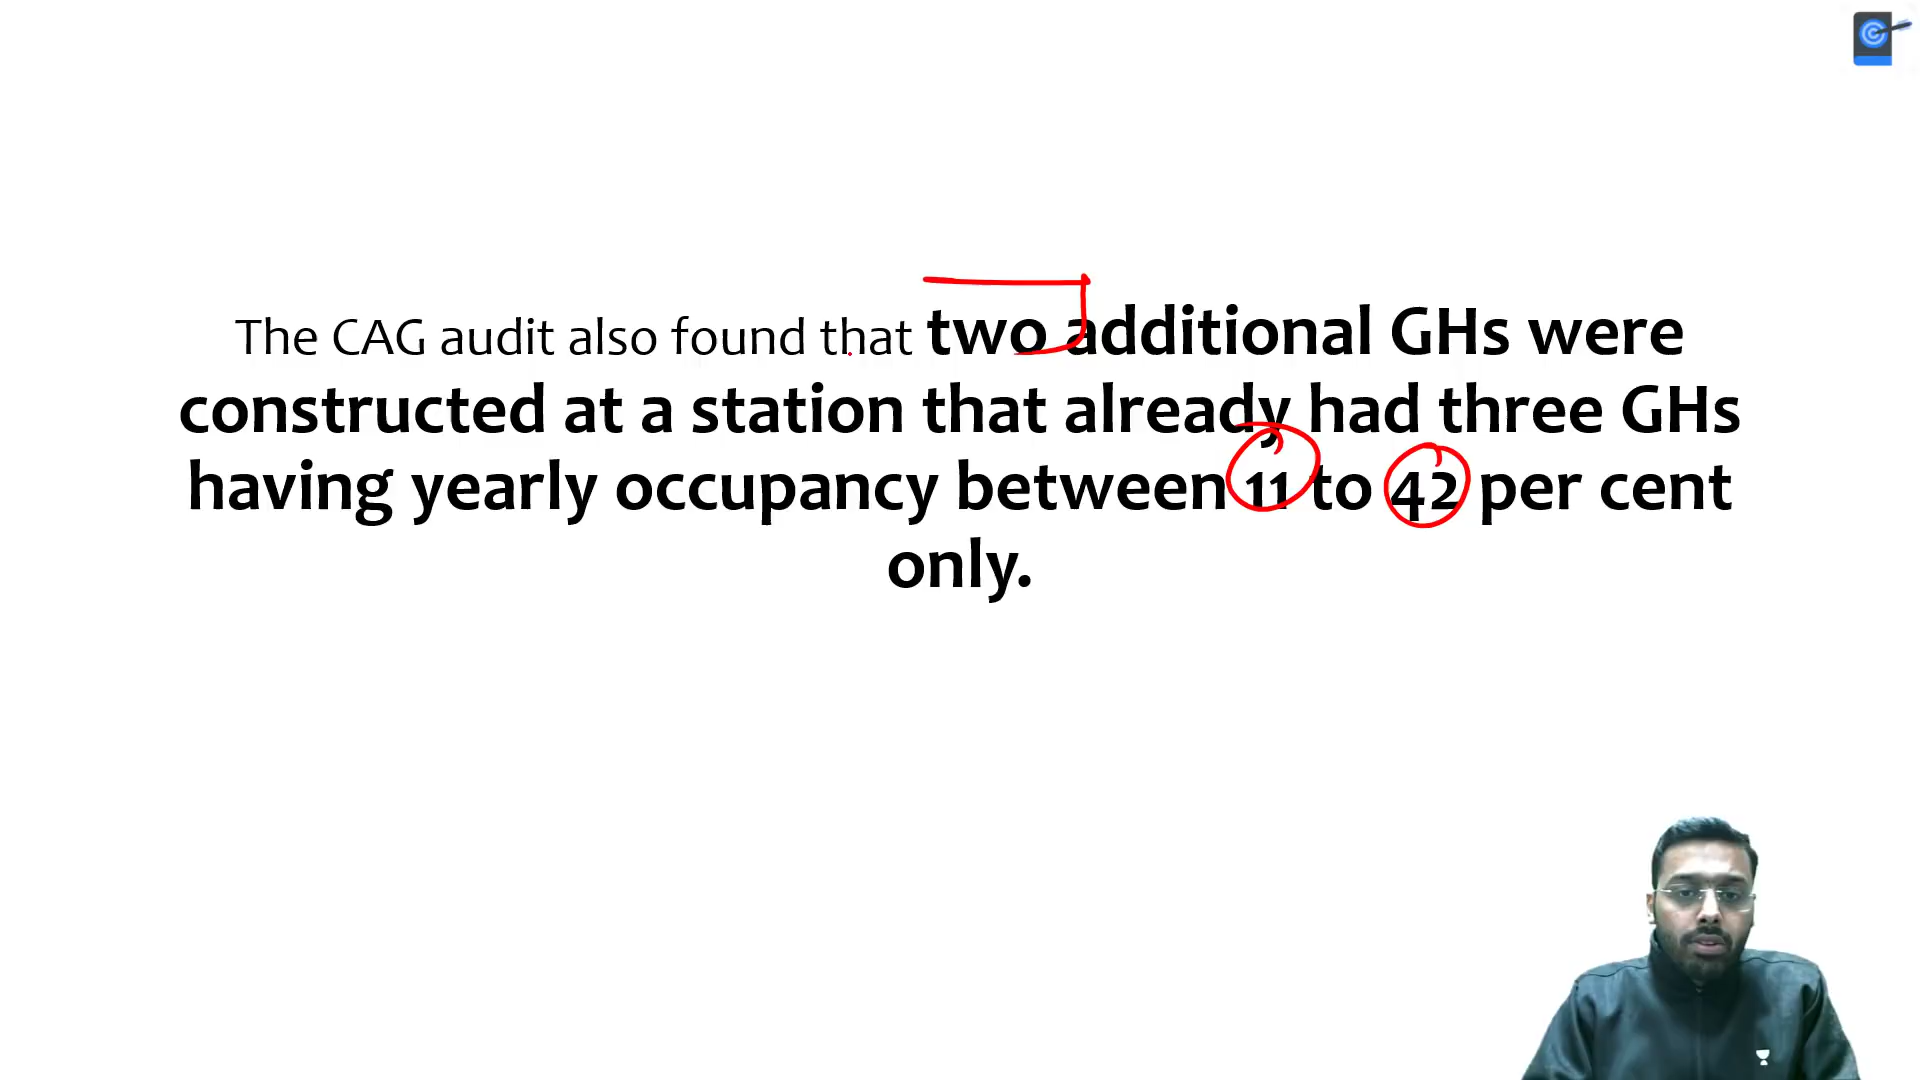 The CAG audit also found that two additional GHs were
constructed at a station that already had three GHs
having yearly occupancy between 11 to 42 per cent
only.